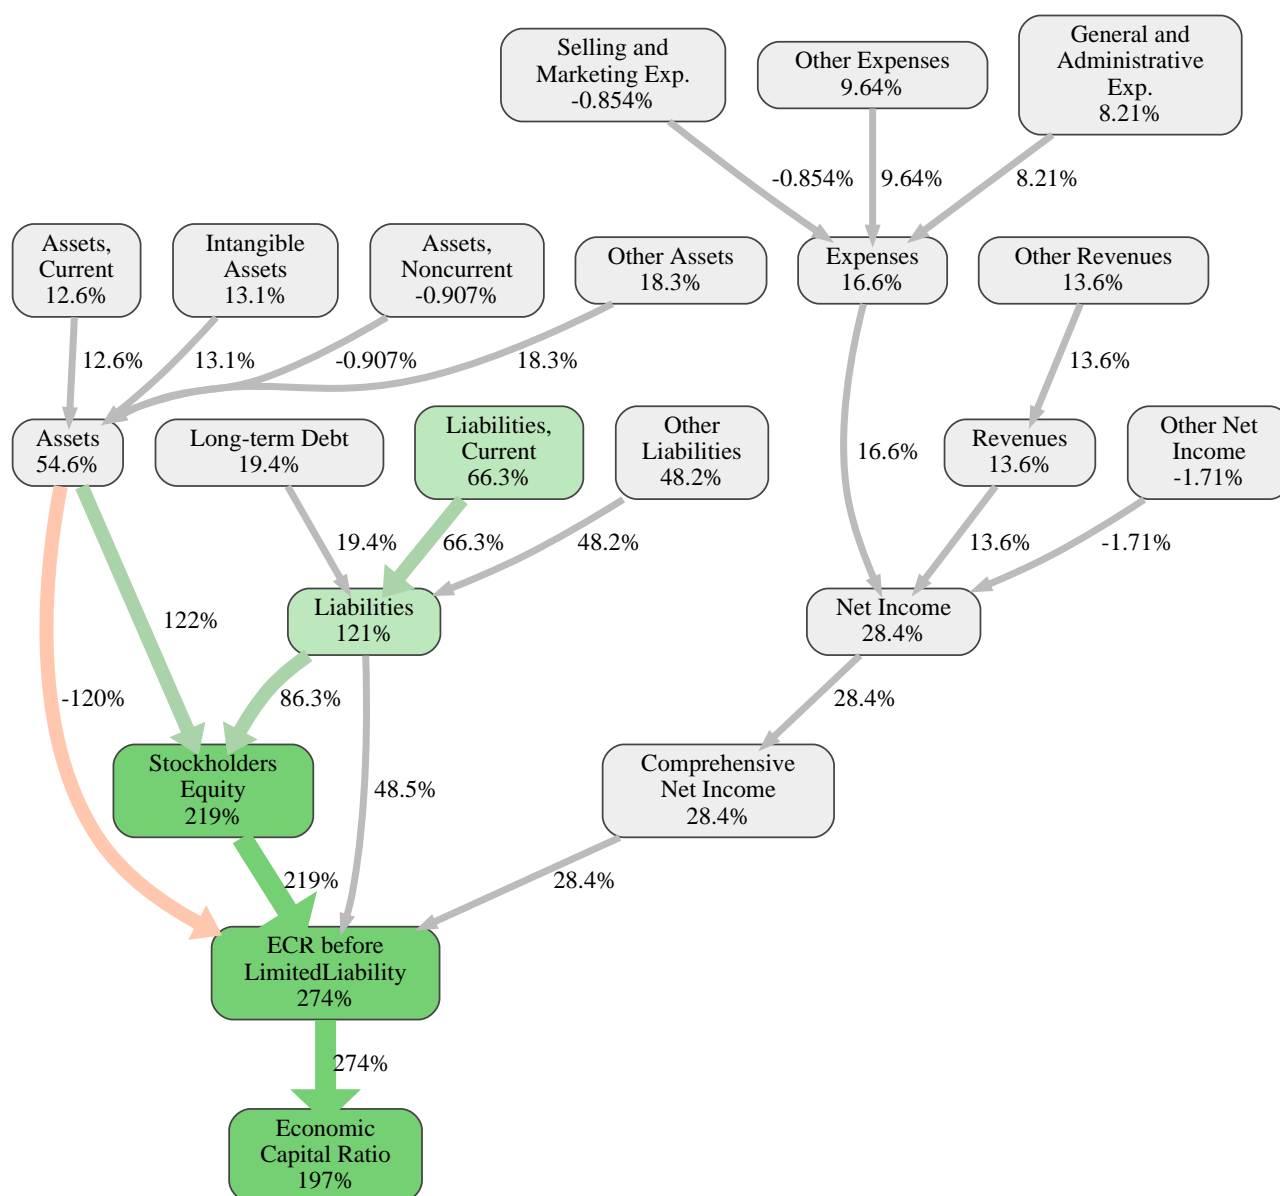 Selling and
Marketing Exp.
-0.854%
Other Expenses
9.64%
General and
Administrative
Exp.
8.21%
-0.854%
9.64%
8.21%
Assets,
Current
12.6%
Intangible
Assets
13.1%
Assets,
Noncurrent
-0.907%
Other Assets
18.3%
Expenses
16.6%
Other Revenues
13.6%
12.6%
13.1%
-0.907%
18.3%
13.6%
Assets
54.6%
Long-term Debt
19.4%
Liabilities,
Current
66.3%
Other
Liabilities
48.2%
16.6%
Revenues
13.6%
Other Net
Income
-1.71%
19.4%
66.3%
48.2%
13.6%
-1.71%
122%
Liabilities
121%
Net Income
28.4%
-120%
86.3%
28.4%
Stockholders
Equity
219%
48.5%
Comprehensive
Net Income
28.4%
219%
28.4%
ECR before
LimitedLiability
274%
274%
Economic
Capital Ratio
197%